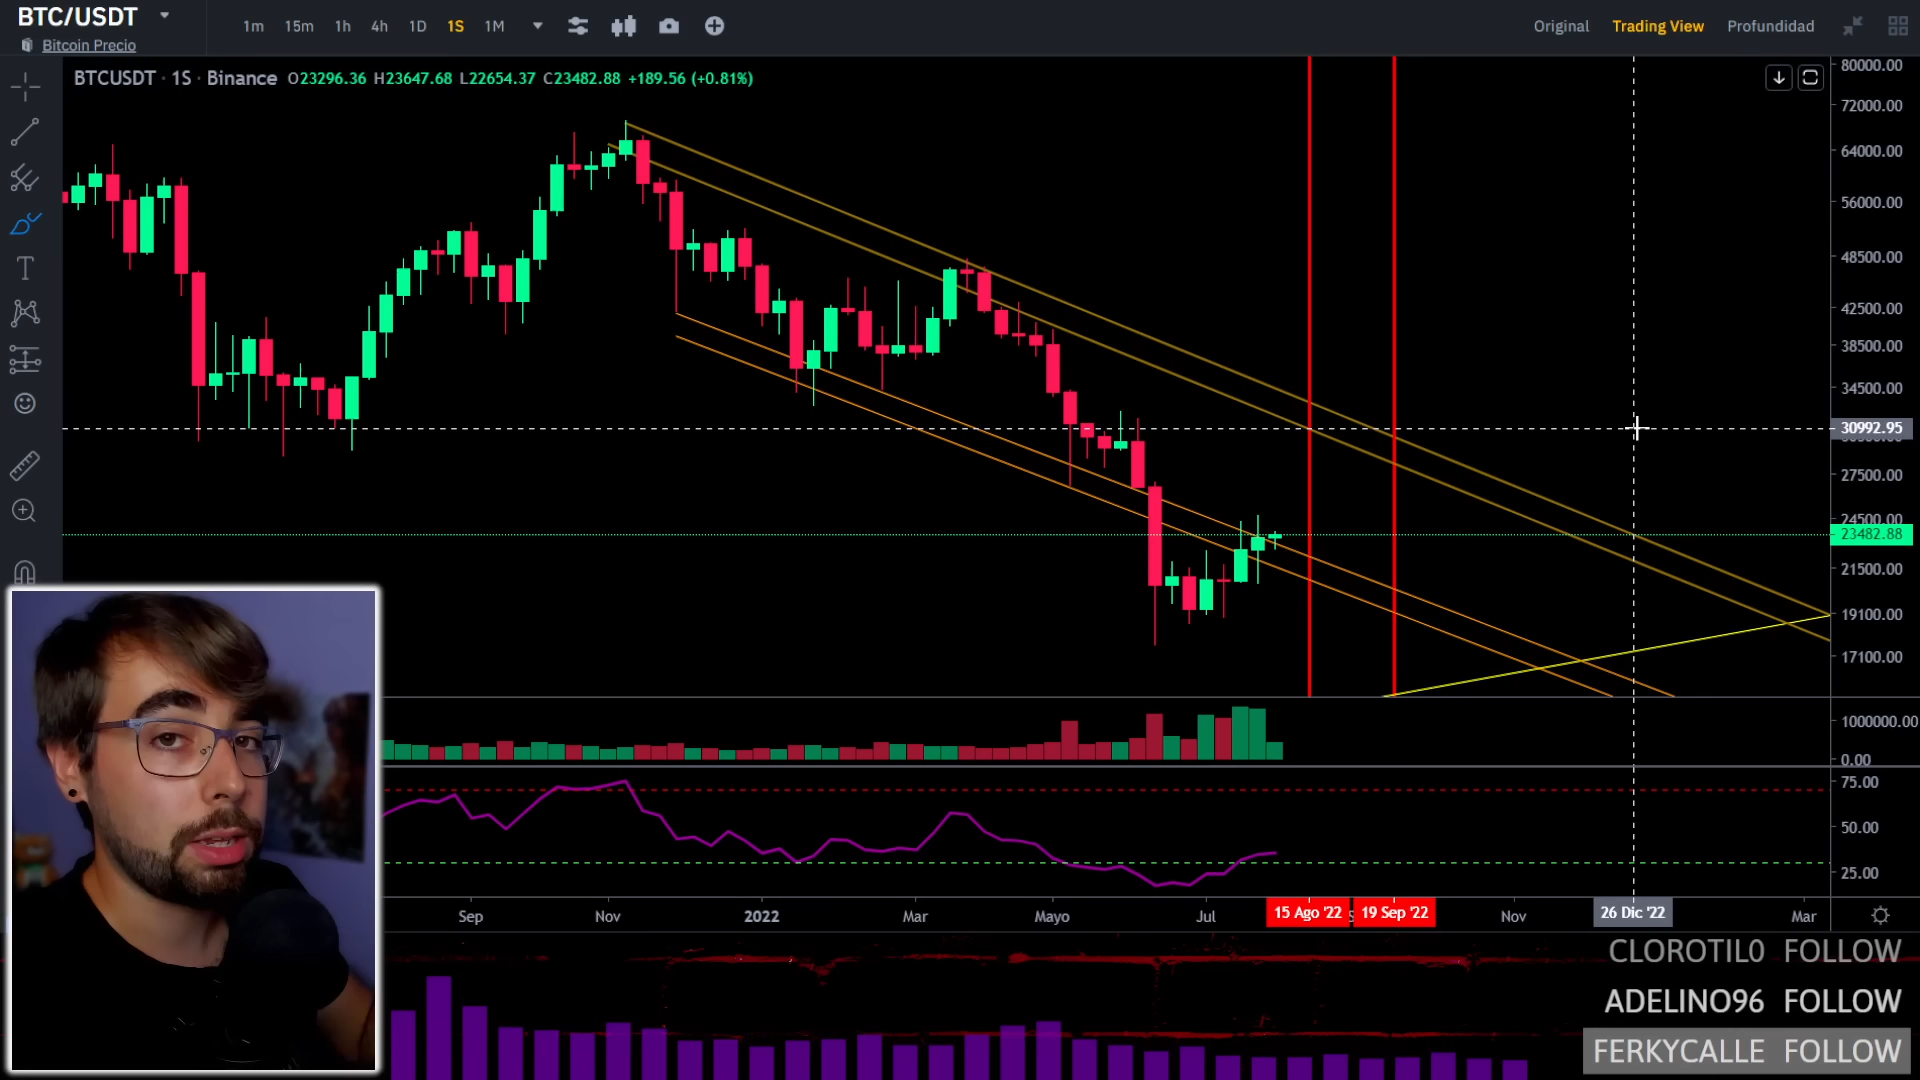 BTC/USDT
Bitcoin Precio
1m 15m 1h 4h 1D 1S 1M
Original Trading View Profundidad
BTCUSDT · 1S · Binance O23296.36 H23647.68 L22654.37 C23482.88 +189.56 (+0.81%)
80000.00
72000.00
64000.00
56000.00
48500.00
42500.00
38500.00
34500.00
30992.95
27500.00
24500.00
23482.88
21500.00
19100.00
17100.00
1000000.00
0.00
75.00
50.00
25.00
Sep Nov 2022 Mar Mayo Jul 15 Ago '22 19 Sep '22 Nov 26 Dic '22 Mar
CLOROTIL0 FOLLOW
ADELINO96 FOLLOW
FERKYCALLE FOLLOW